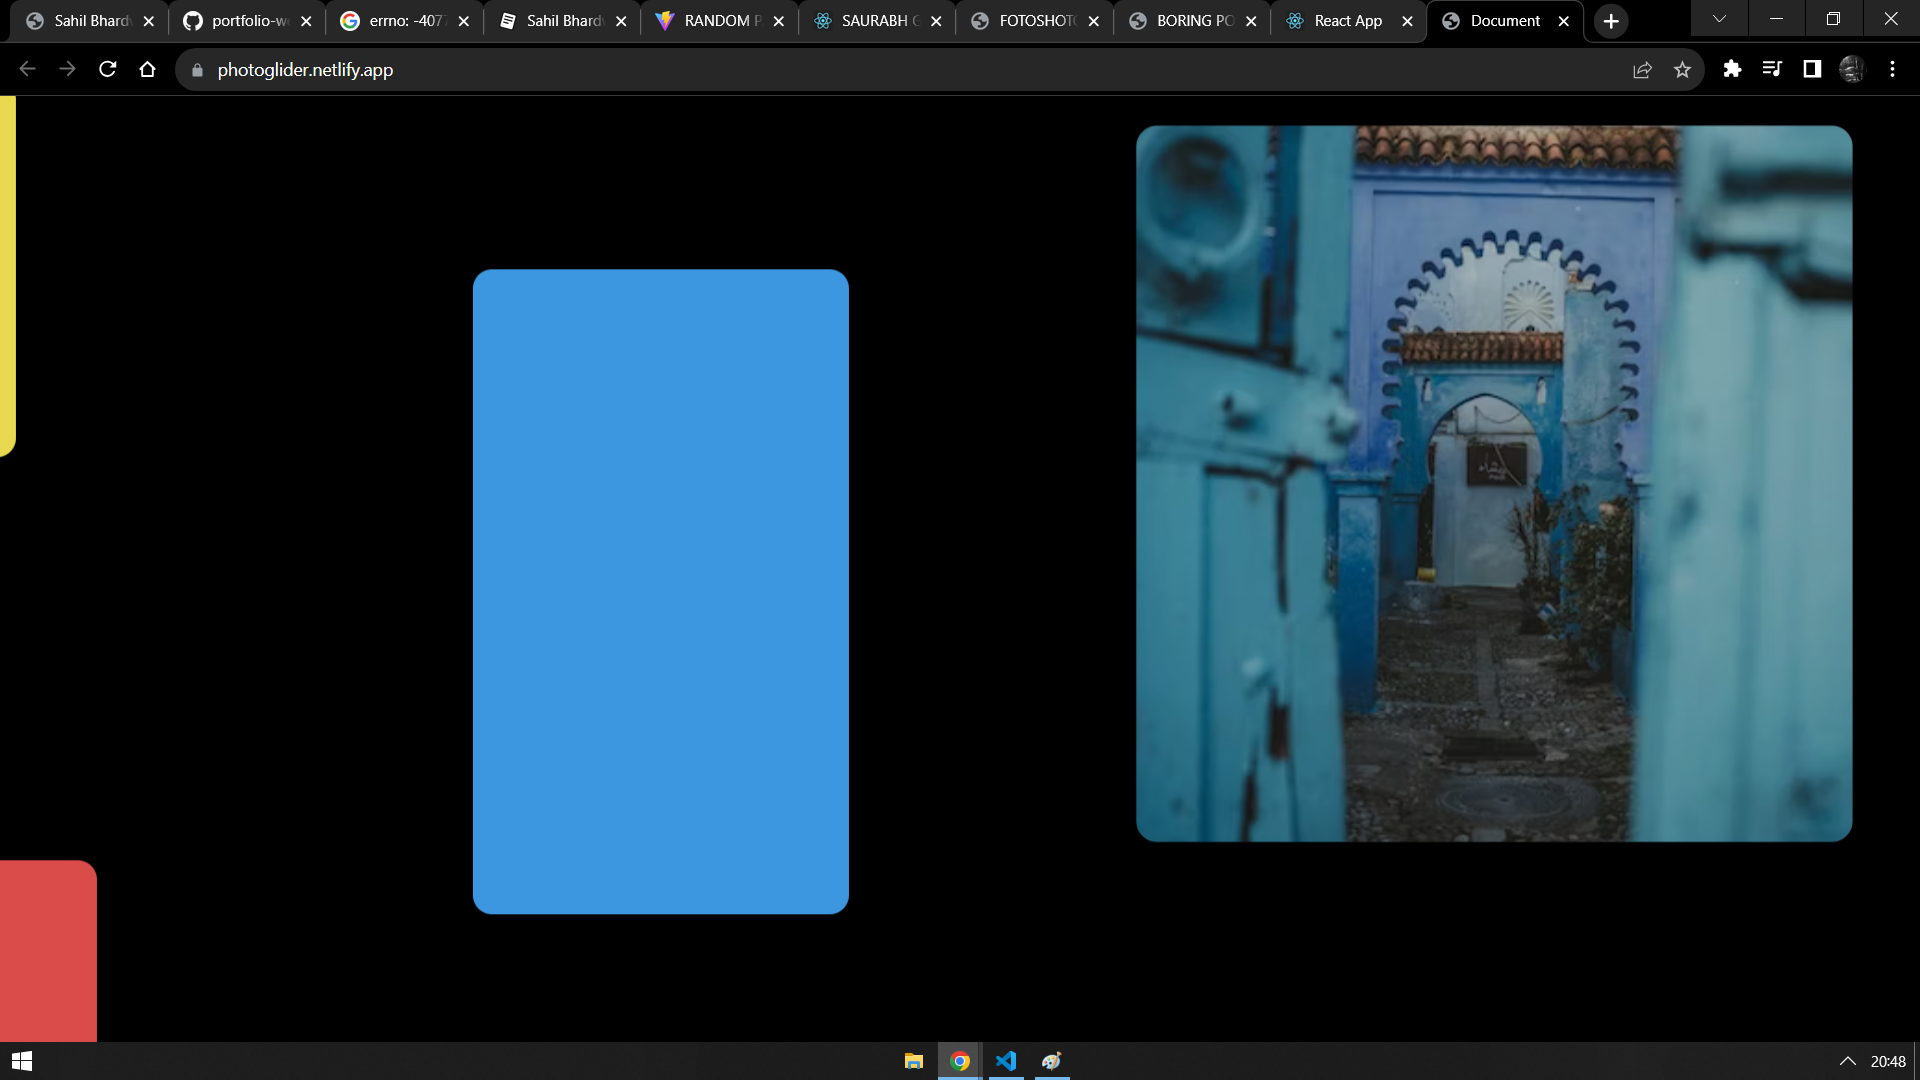 Sahil Bhard
portfolio-w
errno: -407
Sahil Bhard
RANDOM P
SAURABH G
FOTOSHOT
BORING PO
React App
Document
photoglider.netlify.app
20:48